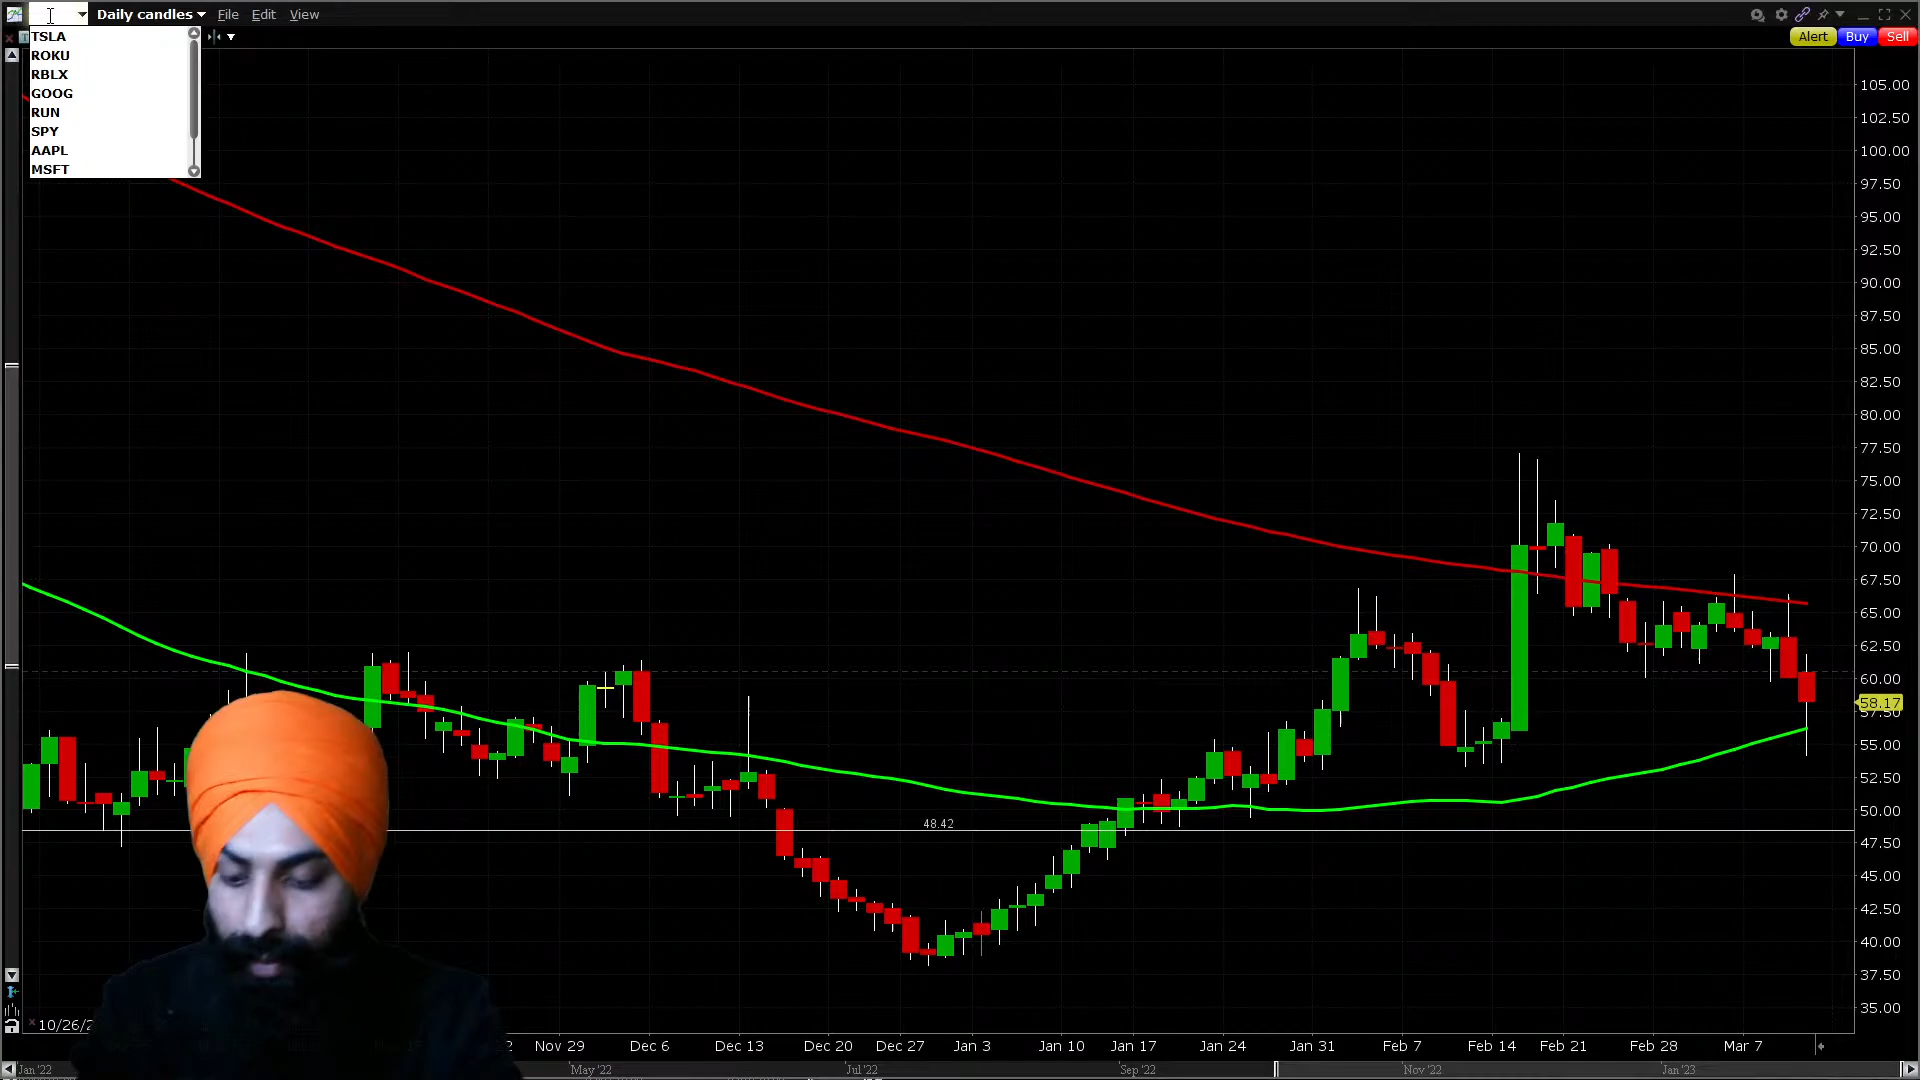 Daily candles File Edit View
TSLA
ROKU
RBLX
GOOG
RUN
SPY
AAPL
MSFT
Alert Buy Sell
105.00
102.50
100.00
97.50
95.00
92.50
90.00
87.50
85.00
82.50
80.00
77.50
75.00
72.50
70.00
67.50
65.00
62.50
60.00
58.17
57.50
55.00
52.50
50.00
48.42
47.50
45.00
42.50
40.00
37.50
35.00
10/26/2
2 Nov 29 Dec 6 Dec 13 Dec 20 Dec 27 Jan 3 Jan 10 Jan 17 Jan 24 Jan 31 Feb 7 Feb 14 Feb 21 Feb 28 Mar 7
Jan '22 May '22 Jul '22 Sep '22 Nov '22 Jan '23